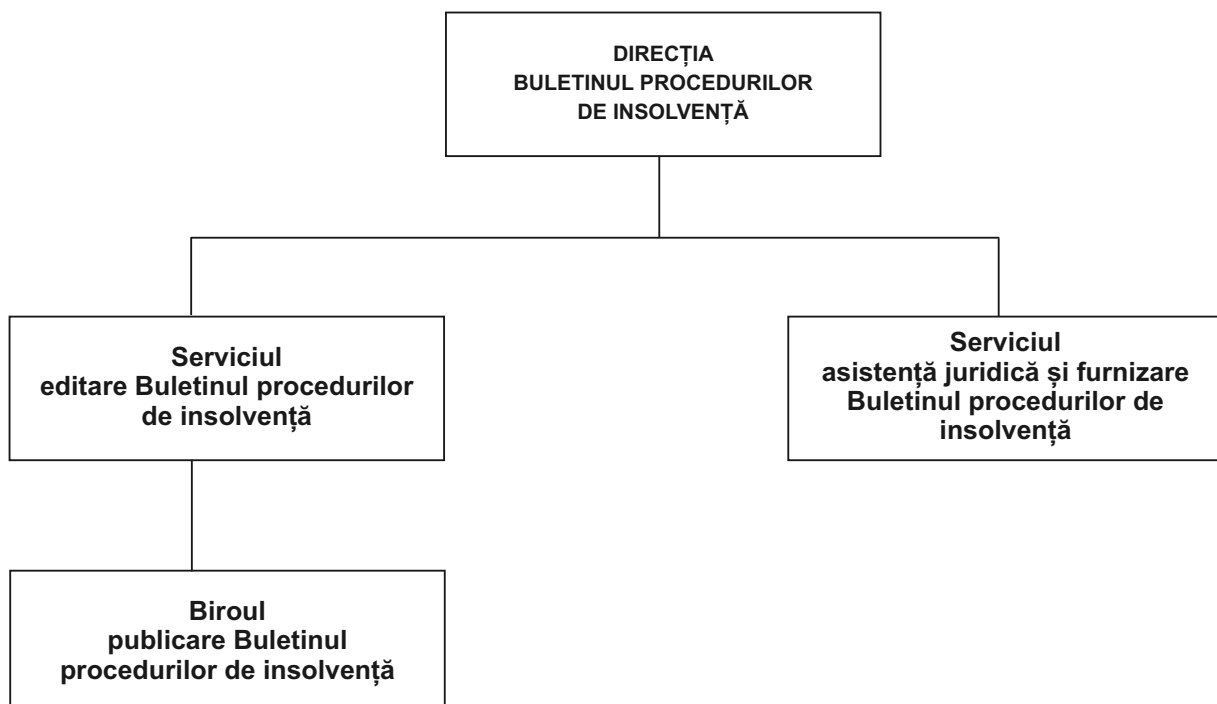 DIRECȚIA
BULETINUL PROCEDURILOR
DE INSOLVENȚĂ
Serviciul
editare Buletinul procedurilor
de insolvență
Serviciul
asistență juridică și furnizare
Buletinul procedurilor de
insolvență
Biroul
publicare Buletinul
procedurilor de insolvență